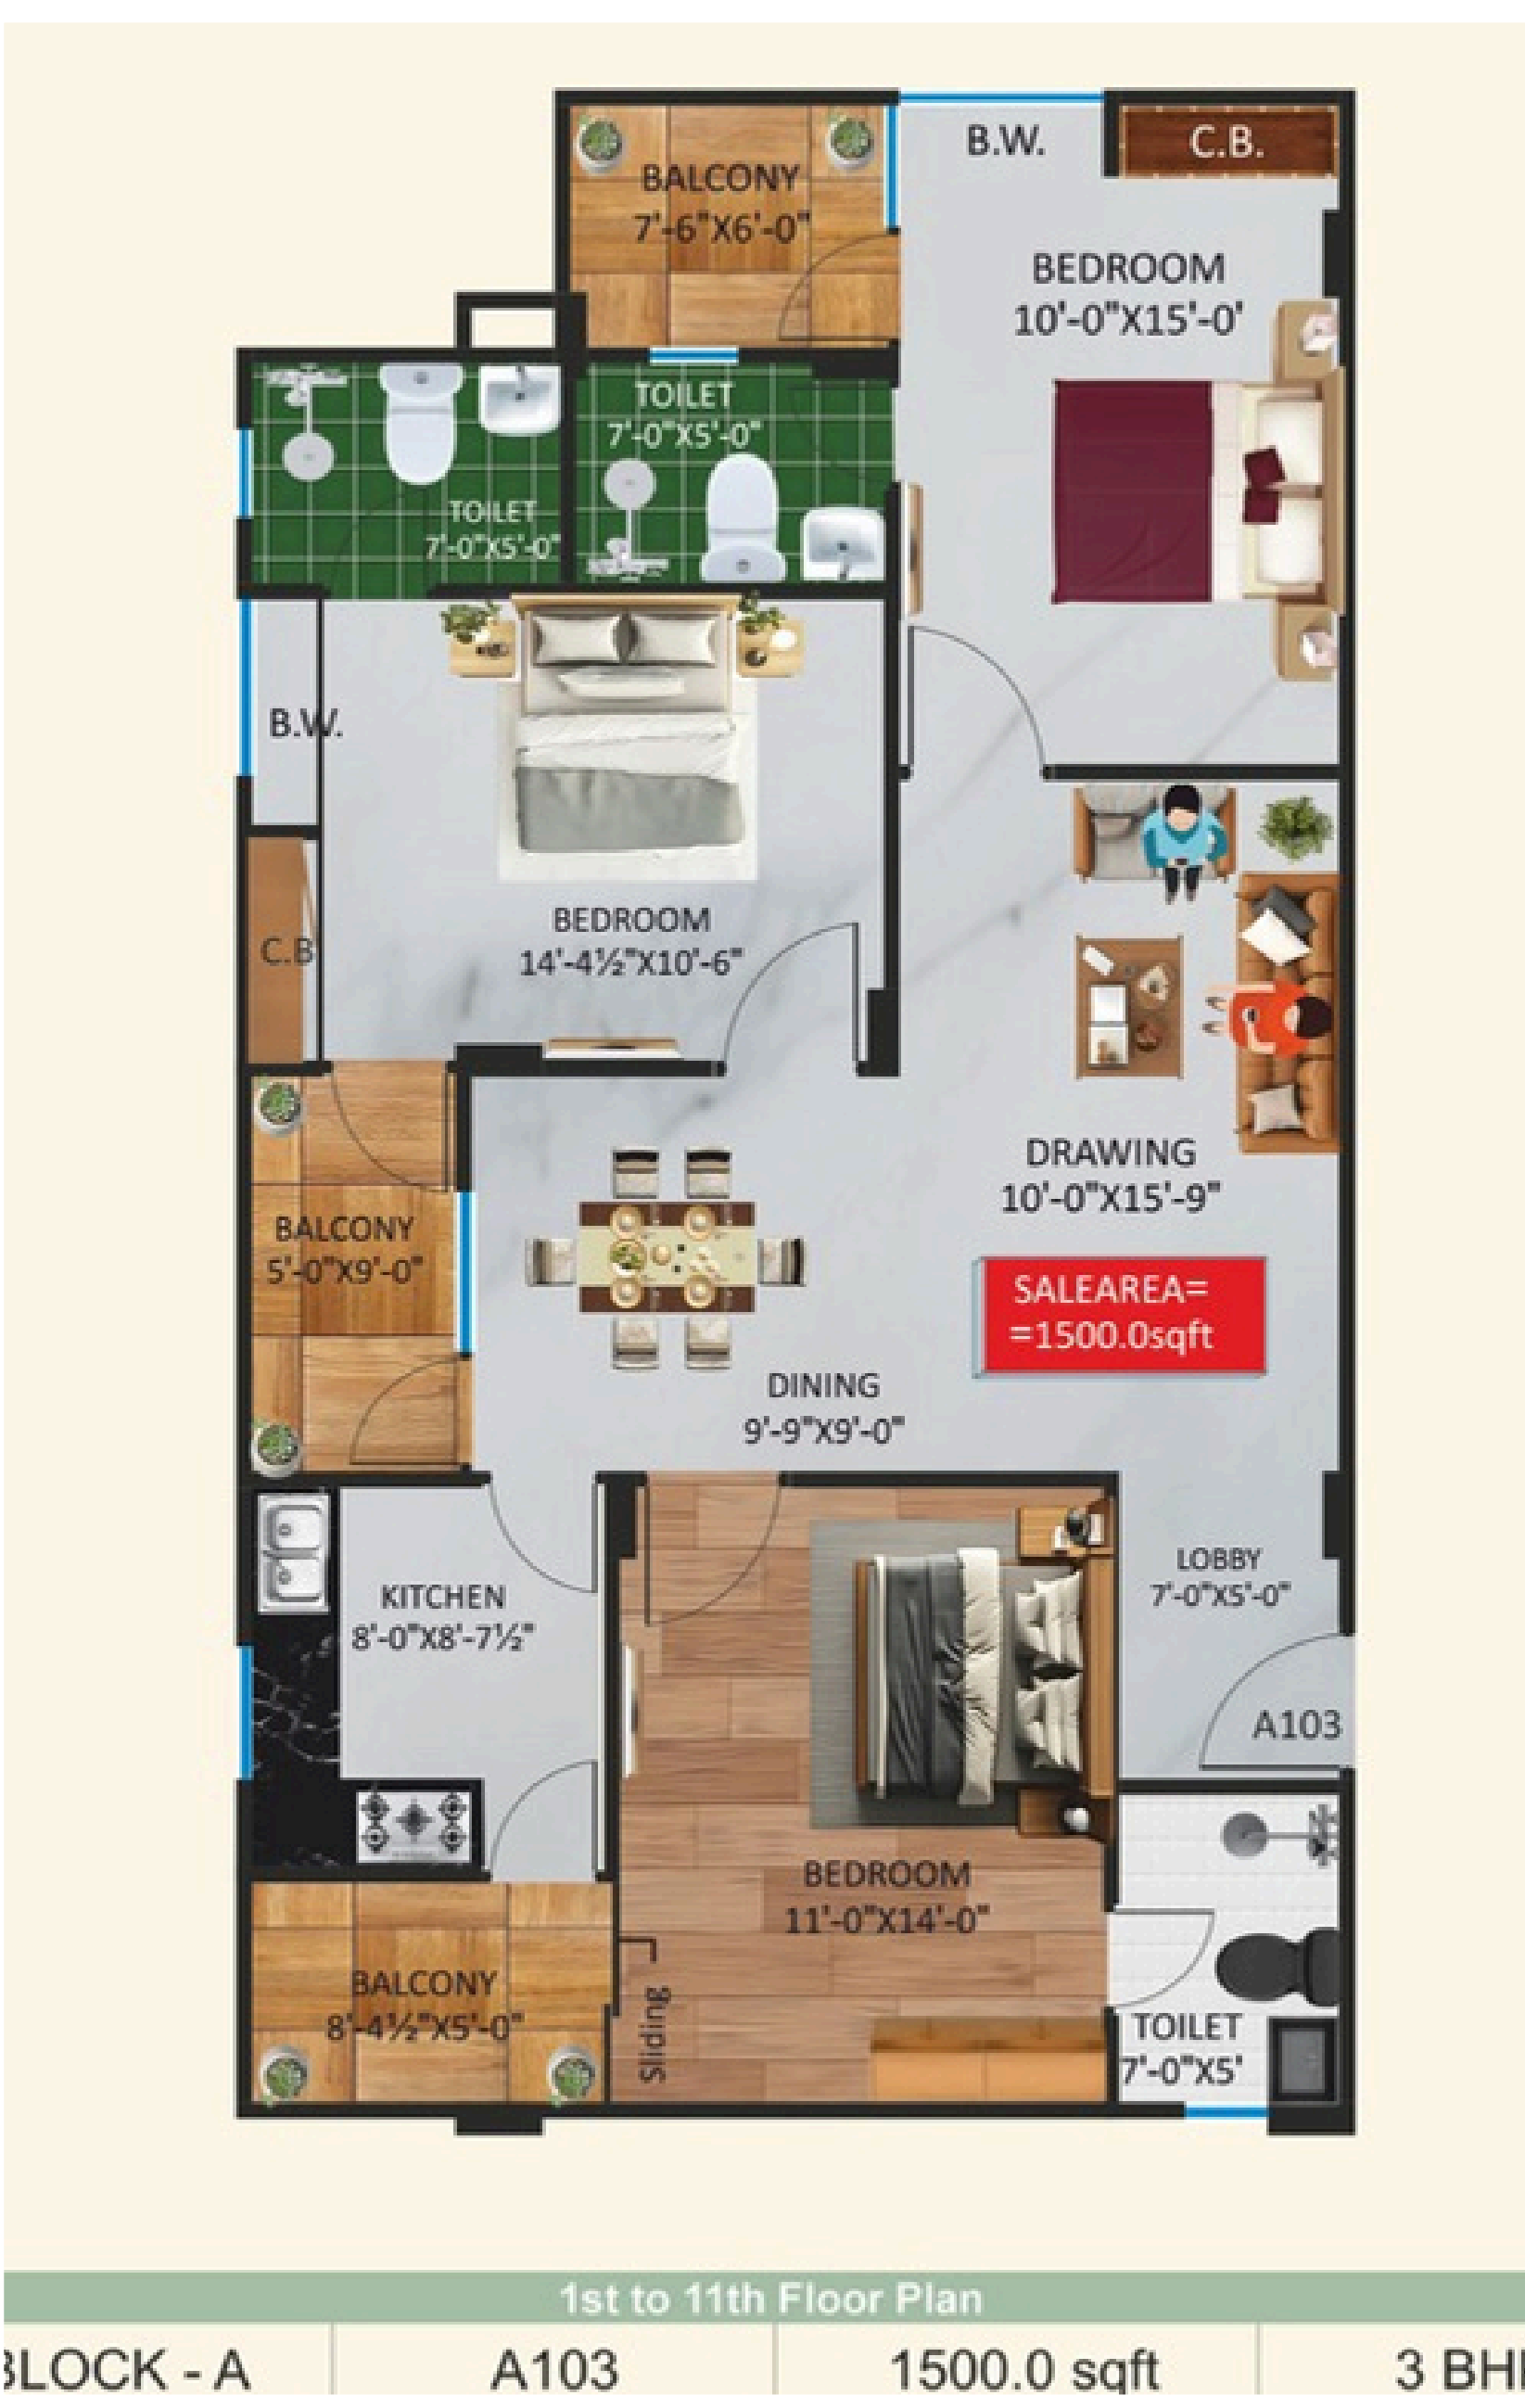 BALCONY
7'-6"X6'-0"
B.W.
C.B.
BEDROOM
10'-0"X15'-0'
TOILET
7'-0"X5'-0"
TOILET
7'-0"X5'-0"
B.W.
C.B
BEDROOM
14'-4½"X10'-6"
DRAWING
10'-0"X15'-9"
BALCONY
5'-0"X9'-0"
SALEAREA=
=1500.0sqft
DINING
9'-9"X9'-0"
KITCHEN
8'-0"X8'-7½"
LOBBY
7'-0"X5'-0"
A103
BEDROOM
11'-0"X14'-0"
BALCONY
8'-4½"X5'-0"
Sliding
TOILET
7'-0"X5'
1st to 11th Floor Plan
BLOCK - A
A103
1500.0 sqft
3 BH